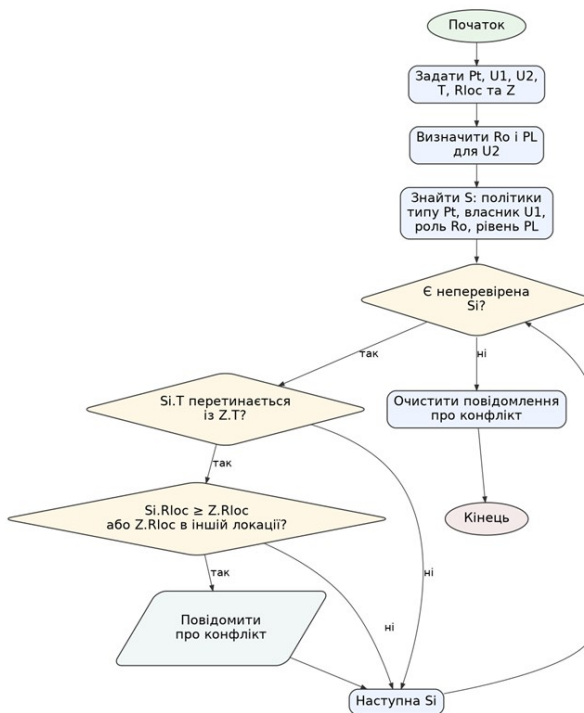 Початок
Задати Pt, U1, U2,
T, Rloc та Z
Визначити Ro і PL
для U2
Знайти S: політики
типу Pt, власник U1,
роль Ro, рівень PL
Є неперевірена
Si?
так
ні
Si.T перетинається
із Z.T?
Очистити повідомлення
про конфлікт
так
Si.Rloc ≥ Z.Rloc
або Z.Rloc в іншій локації?
Кінець
так
ні
Повідомити
про конфлікт
ні
Наступна Si